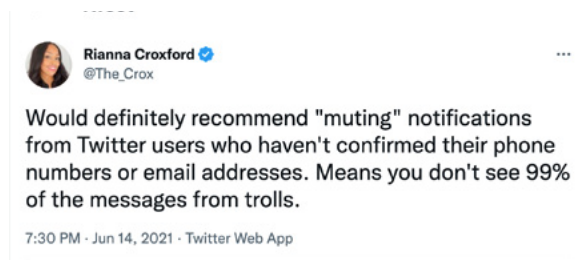 Rianna Croxford
@The_Crox
Would definitely recommend "muting" notifications
from Twitter users who haven't confirmed their phone
numbers or email addresses. Means you don't see 99%
of the messages from trolls.
7:30 PM · Jun 14, 2021 · Twitter Web App